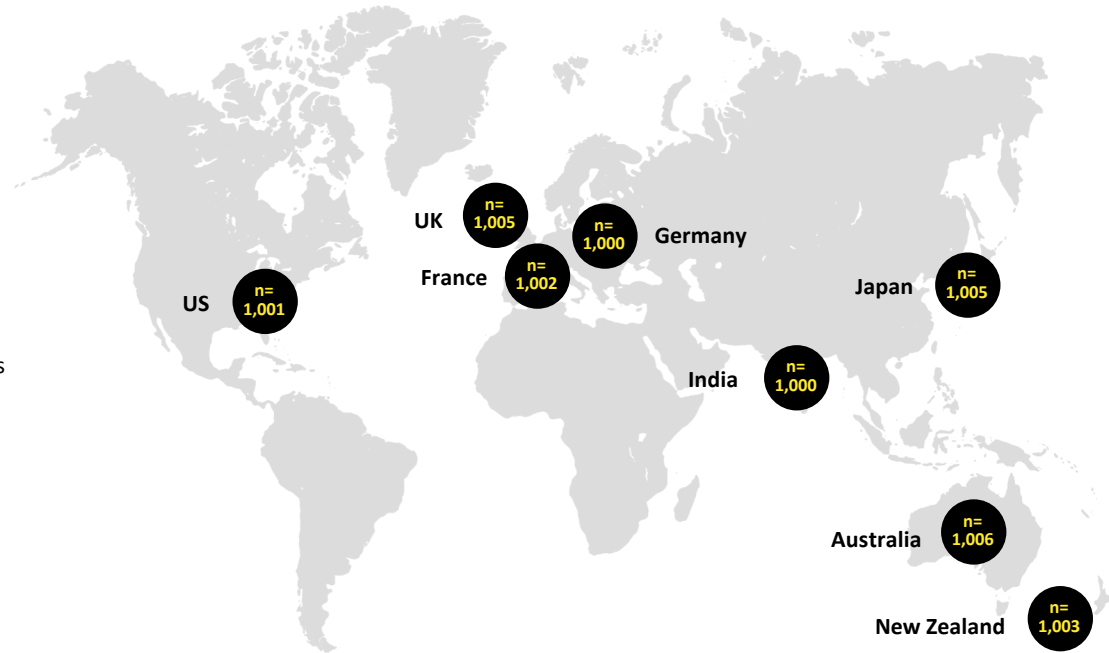 UK
n=
1,005
n=
1,000
Germany
France
n=
1,002
US
n=
1,001
Japan
n=
1,005
s
India
n=
1,000
Australia
n=
1,006
New Zealand
n=
1,003